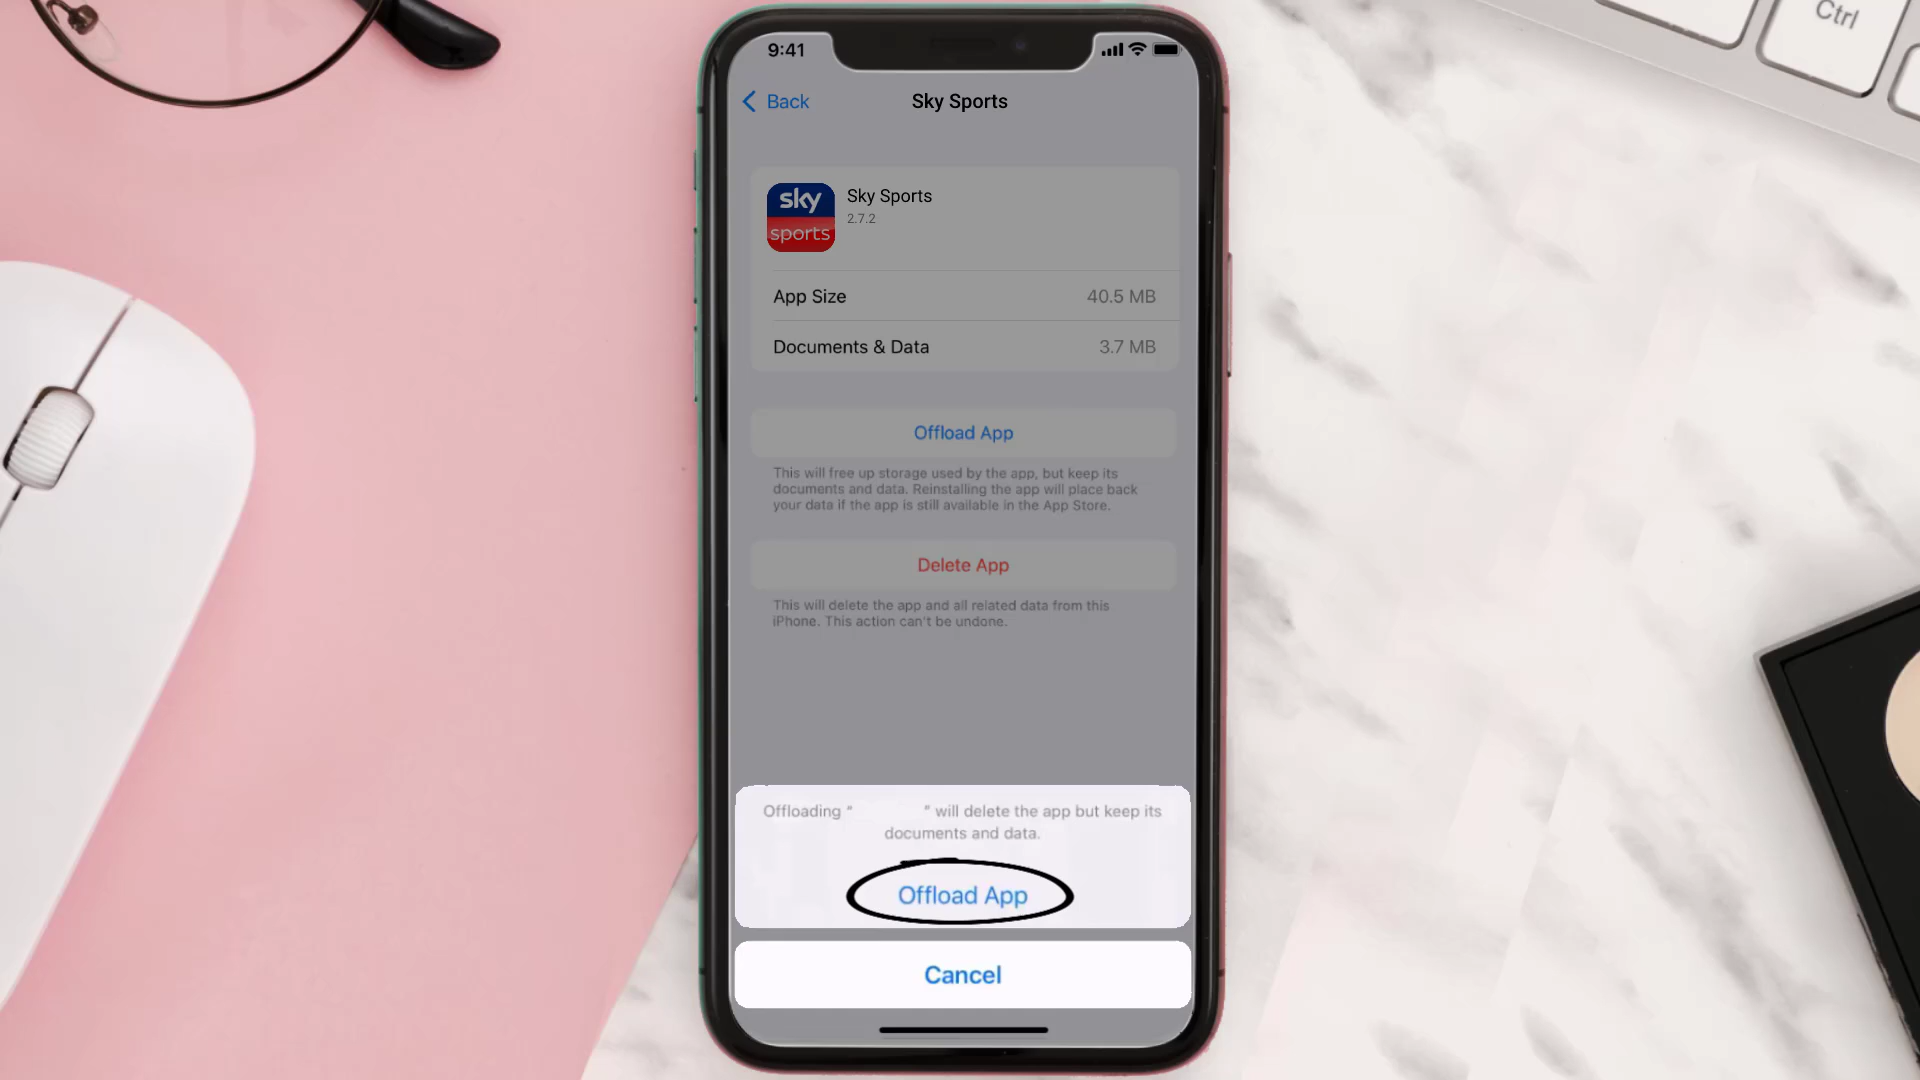 Ctrl
9:41
Back
Sky Sports
sky
sports
Sky Sports
2.7.2
App Size
40.5 MB
Documents & Data
3.7 MB
Offload App
This will free up storage used by the app, but keep its
documents and data. Reinstalling the app will place back
your data if the app is still available in the App Store.
Delete App
This will delete the app and all related data from this
iPhone. This action can't be undone.
Offloading “ ” will delete the app but keep its
documents and data.
Offload App
Cancel